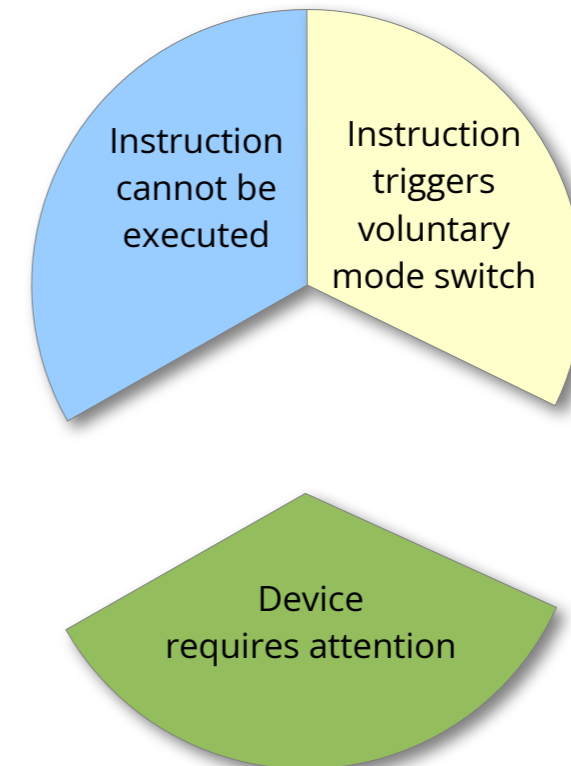 Instruction
cannot be
executed
Instruction
triggers
voluntary
mode switch
Device
requires attention